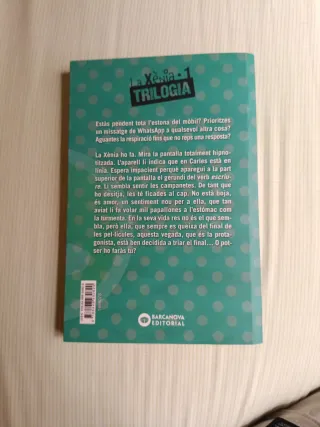 La Xènia • 1
TRILOGIA
Estàs pendent tota l'estona del mòbil? Prioritzes
un missatge de WhatsApp a qualsevol altra cosa?
Aguantes la respiració fins que no reps una resposta?
La Xènia ho fa. Mira la pantalla totalment hipno-
titzada. L'aparell li indica que en Carles està en
línia. Espera impacient perquè aparegui a la part
superior de la pantalla el gerundi del verb escriu-
re. Li sembla sentir les campanetes. De tant que
ho desitja, les té ficades al cap. No està boja,
és amor, un sentiment nou per a ella, que tan
aviat li fa volar mil papallones a l'estómac com
la turmenta. En la seva vida res no és el que sem-
bla, però ella, que sempre es queixa del final de
les pel·lícules, aquesta vegada, que és la prota-
gonista, està ben decidida a triar el final... O pot-
ser ho faràs tu?
BARCANOVA
EDITORIAL